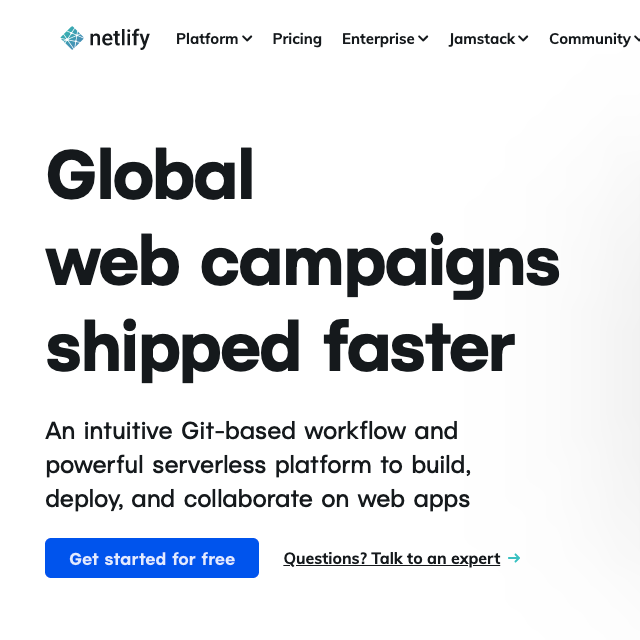 netlify Platform Pricing Enterprise Jamstack Community
Global
web campaigns
shipped faster
An intuitive Git-based workflow and
powerful serverless platform to build,
deploy, and collaborate on web apps
Get started for free Questions? Talk to an expert →